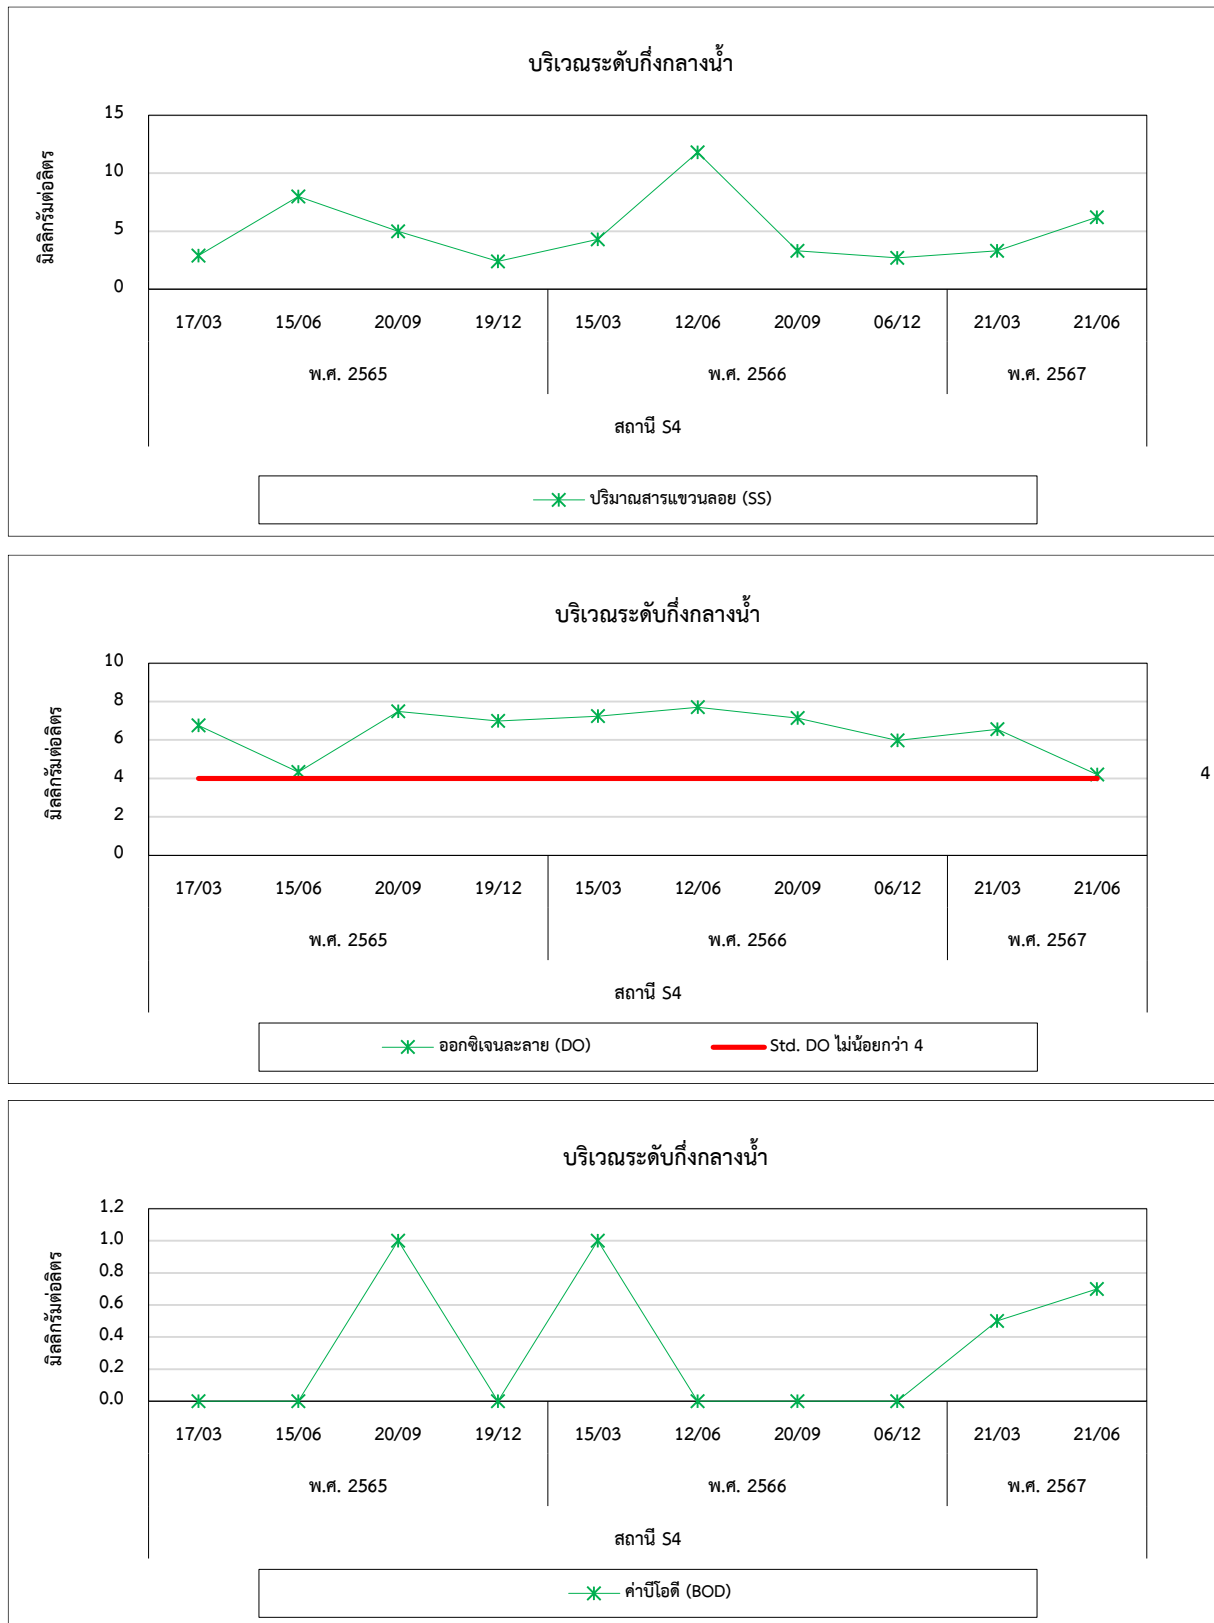 บริเวณระดับกึ่งกลางน้ำ
มิลลิกรัมต่อลิตร
15
10
5
0
17/03 15/06 20/09 19/12 15/03 12/06 20/09 06/12 21/03 21/06
พ.ศ. 2565 พ.ศ. 2566 พ.ศ. 2567
สถานี S4
ปริมาณสารแขวนลอย (SS)
บริเวณระดับกึ่งกลางน้ำ
มิลลิกรัมต่อลิตร
10
8
6
4
2
0
4
17/03 15/06 20/09 19/12 15/03 12/06 20/09 06/12 21/03 21/06
พ.ศ. 2565 พ.ศ. 2566 พ.ศ. 2567
สถานี S4
ออกซิเจนละลาย (DO) Std. DO ไม่น้อยกว่า 4
บริเวณระดับกึ่งกลางน้ำ
มิลลิกรัมต่อลิตร
1.2
1.0
0.8
0.6
0.4
0.2
0.0
17/03 15/06 20/09 19/12 15/03 12/06 20/09 06/12 21/03 21/06
พ.ศ. 2565 พ.ศ. 2566 พ.ศ. 2567
สถานี S4
ค่าบีโอดี (BOD)